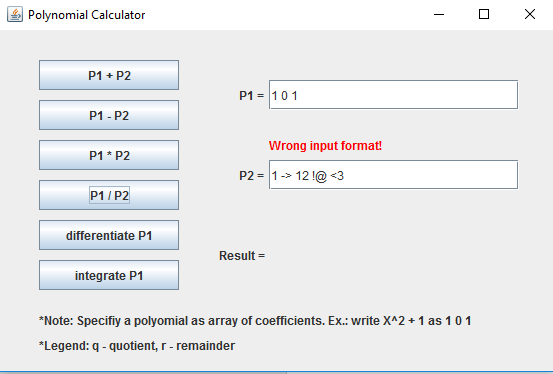 Polynomial Calculator
P1 + P2
P1 - P2
P1 * P2
P1 / P2
differentiate P1
integrate P1
P1 = 1 0 1
Wrong input format!
P2 = 1 -> 12 !@ <3
Result =
*Note: Specifiy a polyomial as array of coefficients. Ex.: write X^2 + 1 as 1 0 1
*Legend: q - quotient, r - remainder